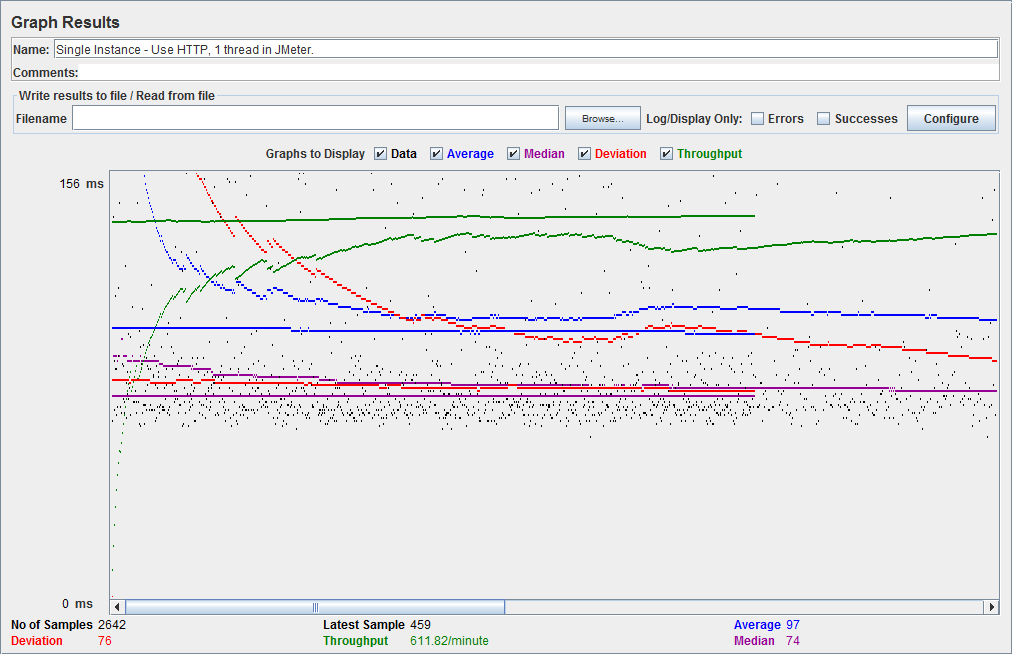 Graph Results
Name: Single Instance - Use HTTP, 1 thread in JMeter.
Comments:
Write results to file / Read from file
Filename Browse... Log/Display Only: Errors Successes Configure
Graphs to Display Data Average Median Deviation Throughput
156 ms
0 ms
No of Samples 2642 Latest Sample 459 Average 97
Deviation 76 Throughput 611.82/minute Median 74